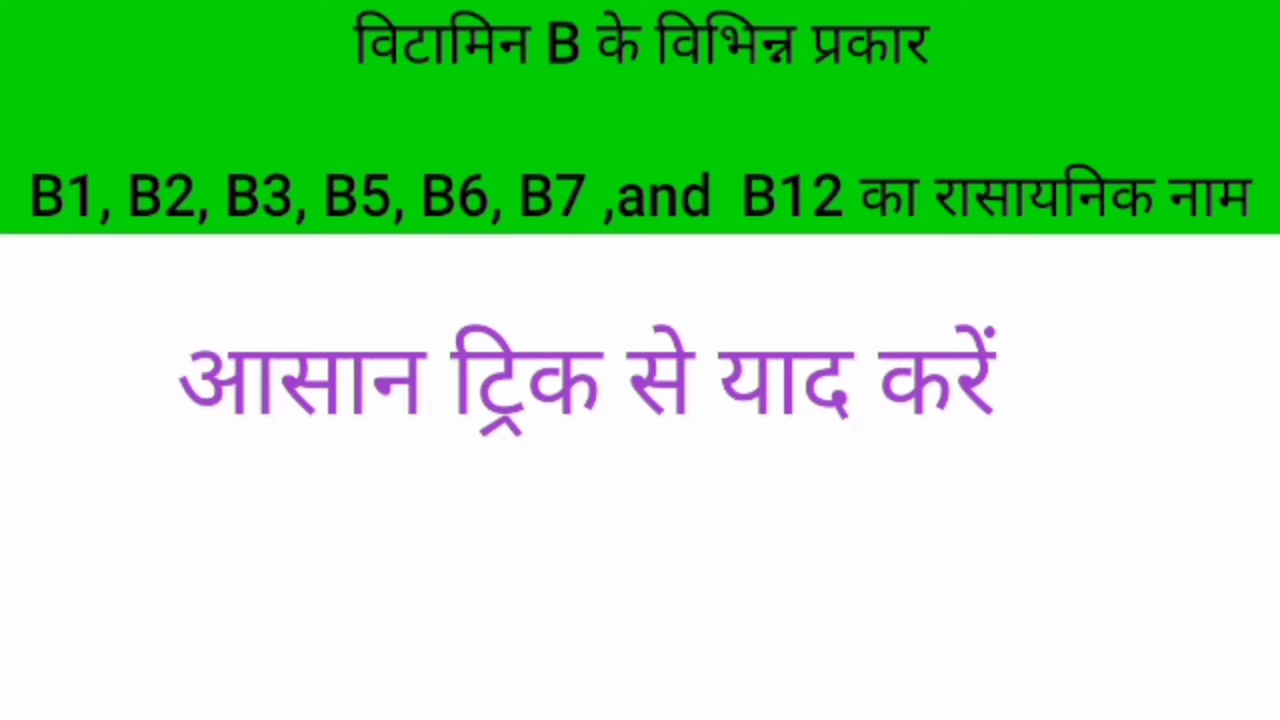 विटामिन B के विभिन्न प्रकार
B1, B2, B3, B5, B6, B7 ,and B12 का रासायनिक नाम
आसान ट्रिक से याद करें